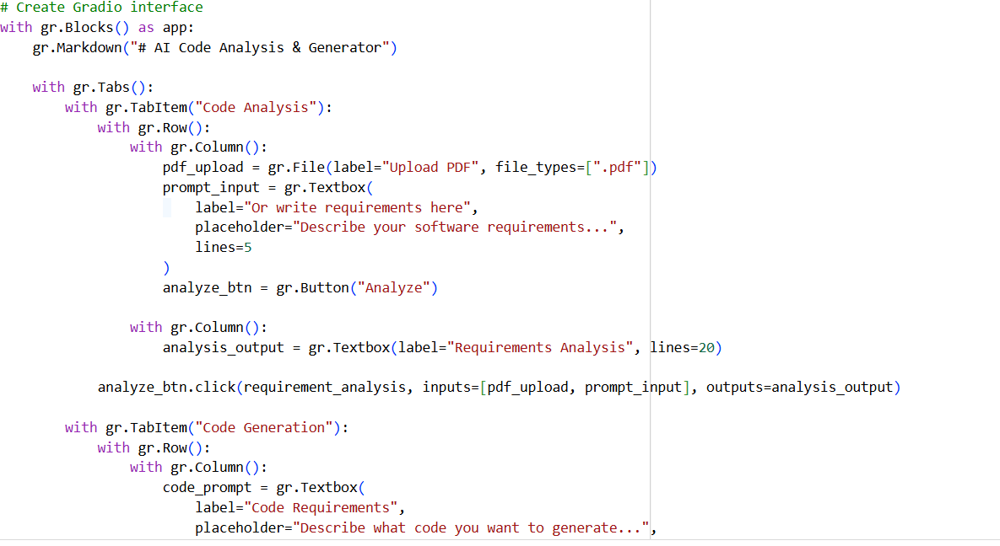 # Create Gradio interface
with gr.Blocks() as app:
    gr.Markdown("# AI Code Analysis & Generator")

    with gr.Tabs():
        with gr.TabItem("Code Analysis"):
            with gr.Row():
                with gr.Column():
                    pdf_upload = gr.File(label="Upload PDF", file_types=[".pdf"])
                    prompt_input = gr.Textbox(
                        label="Or write requirements here",
                        placeholder="Describe your software requirements...",
                        lines=5
                    )
                    analyze_btn = gr.Button("Analyze")

                with gr.Column():
                    analysis_output = gr.Textbox(label="Requirements Analysis", lines=20)

            analyze_btn.click(requirement_analysis, inputs=[pdf_upload, prompt_input], outputs=analysis_output)

        with gr.TabItem("Code Generation"):
            with gr.Row():
                with gr.Column():
                    code_prompt = gr.Textbox(
                        label="Code Requirements",
                        placeholder="Describe what code you want to generate...",